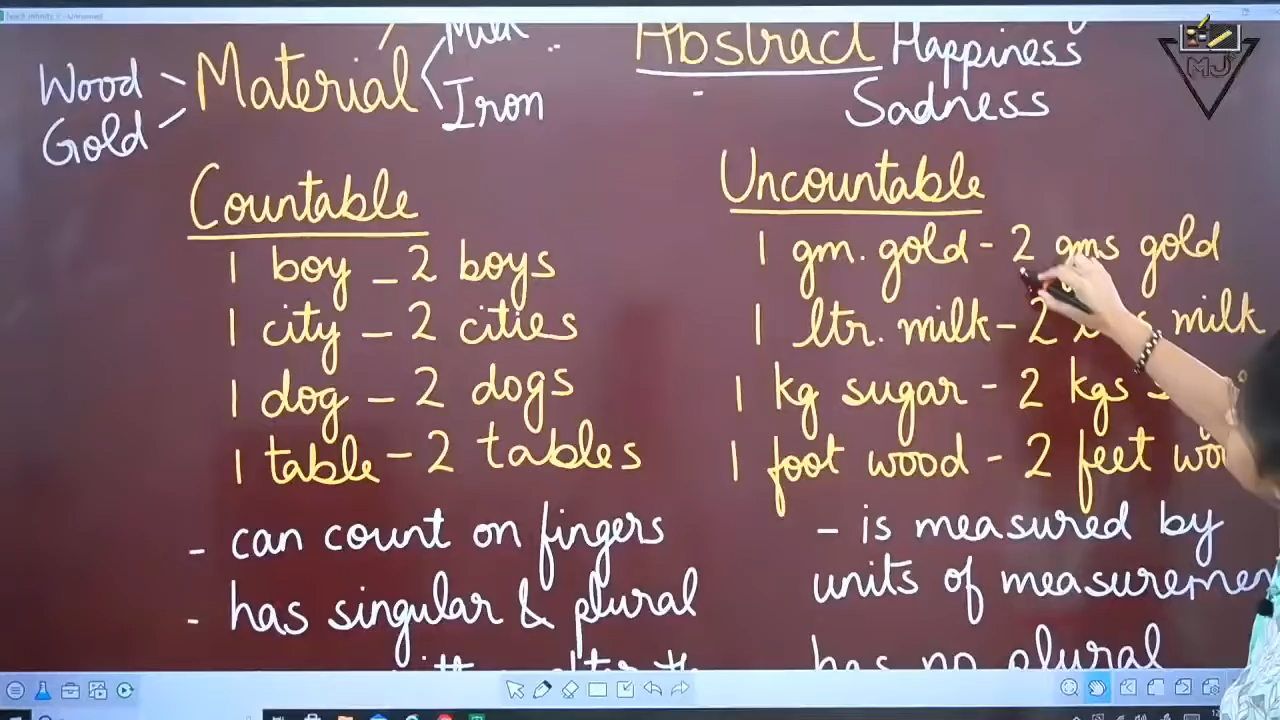 Milk
Abstract Happiness
Wood Material
Gold Iron
Sadness
MJ
Countable
1 boy - 2 boys
1 city - 2 cities
1 dog - 2 dogs
1 table - 2 tables
- can count on fingers
- has singular & plural
Uncountable
1 gm. gold - 2 gms gold
1 ltr. milk - 2 milk
1 kg sugar - 2 kgs
1 foot wood - 2 feet
- is measured by
units of measuremen
has no plural